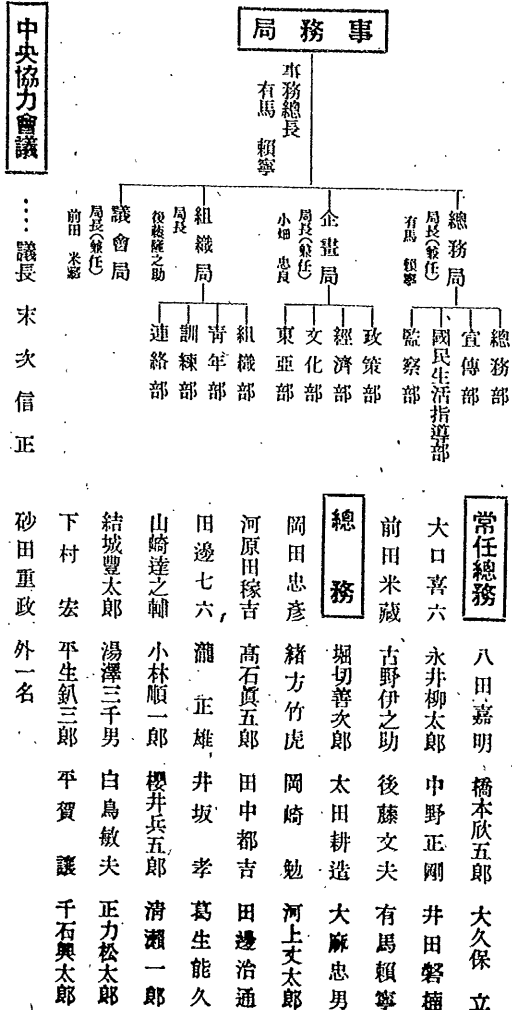 事務局
事務總長
有馬 頼寧
總務局
局長(兼任)
有馬 頼寧
總務部
宣傳部
國民生活指導部
監察部
企畫局
局長(兼任)
小畑 忠良
政策部
經濟部
文化部
東亞部
組織局
局長
後藤隆之助
組織部
靑年部
訓練部
連絡部
議會局
局長(兼任)
前田 米藏
中央協力會議
…議長 末次信正
常任總務
八田嘉明 橋本欣五郎 大久保 立
大口喜六 永井柳太郎 中野正剛 井田磐楠
前田米藏 古野伊之助 後藤文夫 有馬頼寧
總務
堀切善次郎 太田耕造 大麻忠男
岡田忠彥 緒方竹虎 岡崎 勉 河上丈太郎
河原田稼吉 高石眞五郎 田中都吉 田邊治通
田邊七六 瀧 正雄 井坂 孝 葛生能久
山崎達之輔 小林順一郎 櫻井兵五郎 淸瀨一郎
結城豐太郎 湯澤三千男 白鳥敏夫 正力松太郎
下村 宏 平生釟三郎 平賀 讓 千石興太郎
砂田重政 外一名